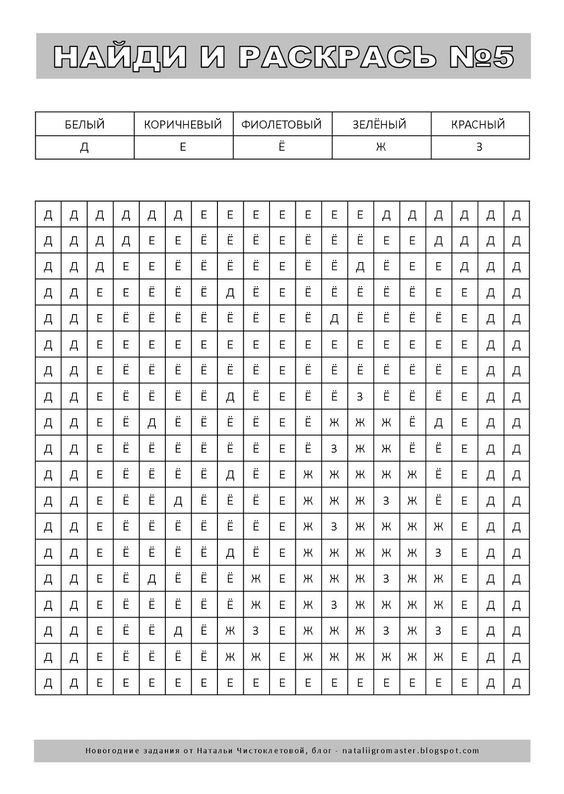 НАЙДИ И РАСКРАСЬ №5
БЕЛЫЙ КОРИЧНЕВЫЙ ФИОЛЕТОВЫЙ ЗЕЛЁНЫЙ КРАСНЫЙ
Д Е Ё Ж З
Д Д Д Д Д Д Е Е Е Е Е Е Е Д Д Д Д Д Д
Д Д Д Д Е Е Ё Ё Ё Е Ё Ё Ё Е Е Д Д Д Д
Д Д Д Е Е Ё Ё Ё Ё Е Ё Ё Д Ё Е Е Д Д Д
Д Д Е Е Ё Ё Ё Д Ё Е Ё Ё Ё Ё Ё Е Е Д Д
Д Д Е Ё Ё Ё Ё Ё Ё Е Ё Д Ё Ё Ё Ё Е Д Д
Д Д Е Е Е Е Е Е Е Е Е Е Е Е Е Е Е Д Д
Д Д Е Ё Ё Ё Ё Ё Ё Е Ё Ё Ё Ё Ё Ё Е Д Д
Д Д Е Ё Ё Ё Ё Д Ё Е Ё Ё З Ё Ё Ё Е Д Д
Д Д Е Ё Д Ё Ё Ё Ё Е Ё Ж Ж Ж Ё Д Е Д Д
Д Д Е Ё Ё Ё Ё Ё Ё Е Ё З Ж Ж Ё Ё Е Д Д
Д Д Е Ё Ё Ё Ё Д Ё Е Ж Ж Ж Ж Ж Ё Е Д Д
Д Д Е Ё Ё Д Ё Ё Ё Е Ж Ж Ж З Ж Ё Е Д Д
Д Д Е Ё Ё Ё Ё Ё Ё Е Ж З Ж Ж Ж Ж Е Д Д
Д Д Е Ё Ё Ё Ё Д Ё Е Ж Ж Ж Ж Ж З Е Д Д
Д Д Е Ё Д Ё Ё Ё Ж Е Ж Ж Ж З Ж Ж Е Д Д
Д Д Е Ё Ё Ё Ё Ё Ж Е Ж З Ж Ж Ж Ж Е Д Д
Д Д Е Ё Ё Д Ё Ж З Е Ж Ж Ж З Ж З Е Д Д
Д Д Е Ё Ё Ё Ё Ж Ж Е Ж Ж Ж Ж Ж Ж Е Д Д
Д Д Е Е Е Е Е Е Е Е Е Е Е Е Е Е Е Д Д
Новогодние задания от Натальи Чистоклетовой, блог - nataliigromaster.blogspot.com